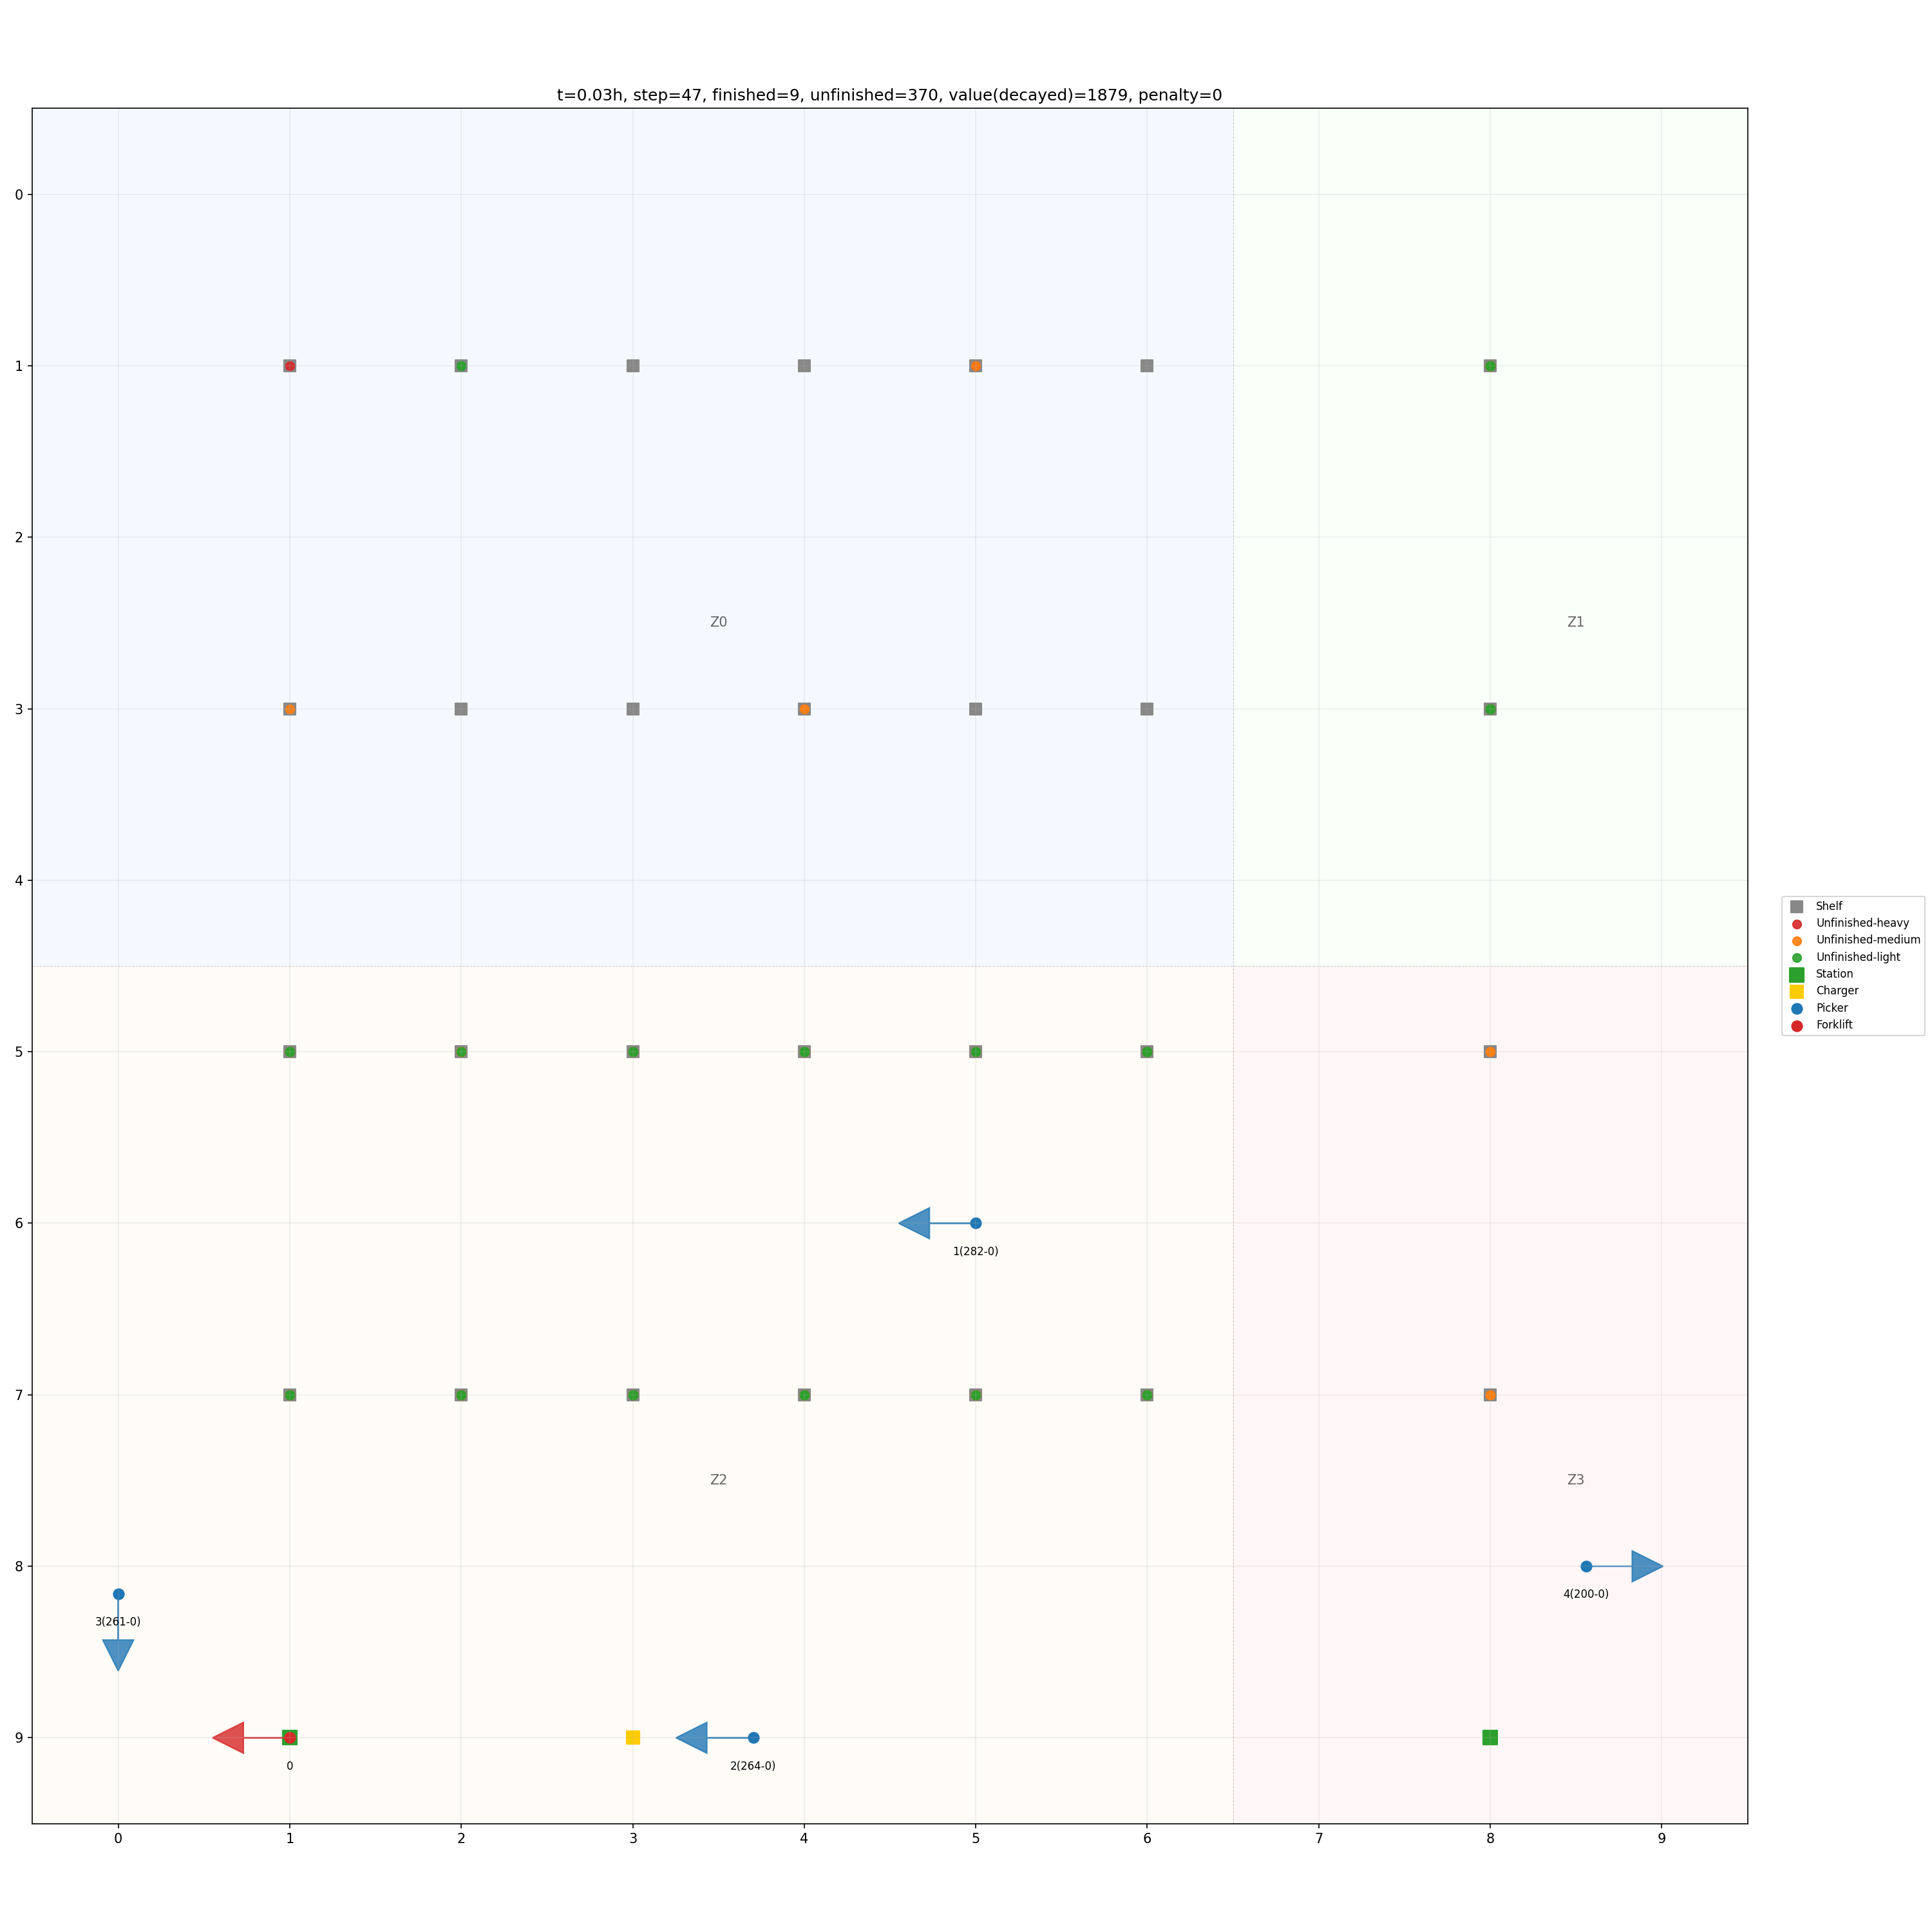 t=0.03h, step=47, finished=9, unfinished=370, value(decayed)=1879, penalty=0
0
1
2
Z0
Z1
3
4
Shelf
Unfinished-heavy
Unfinished-medium
Unfinished-light
Station
Charger
Picker
Forklift
5
6
1(282-0)
7
Z2
Z3
8
4(200-0)
3(261-0)
9
0
2(264-0)
0 1 2 3 4 5 6 7 8 9